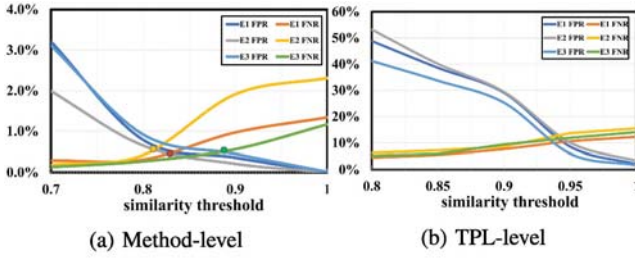 4.0%
3.0%
2.0%
1.0%
0.0%
E1 FPR E1 FNR
E2 FPR E2 FNR
E3 FPR E3 FNR
0.7 0.8 0.9 1
similarity threshold
(a) Method-level
60%
50%
40%
30%
20%
10%
0%
E1 FPR E1 FNR
E2 FPR E2 FNR
E3 FPR E3 FNR
0.8 0.85 0.9 0.95 1
similarity threshold
(b) TPL-level